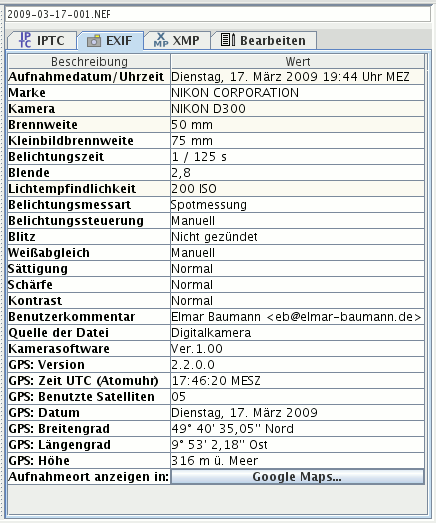 2009-03-17-001.NEF
IPTC EXIF XMP Bearbeiten
Beschreibung Wert
Aufnahmedatum/Uhrzeit Dienstag, 17. März 2009 19:44 Uhr MEZ
Marke NIKON CORPORATION
Kamera NIKON D300
Brennweite 50 mm
Kleinbildbrennweite 75 mm
Belichtungszeit 1 / 125 s
Blende 2,8
Lichtempfindlichkeit 200 ISO
Belichtungsmessart Spotmessung
Belichtungssteuerung Manuell
Blitz Nicht gezündet
Weißabgleich Manuell
Sättigung Normal
Schärfe Normal
Kontrast Normal
Benutzerkommentar Elmar Baumann <eb@elmar-baumann.de>
Quelle der Datei Digitalkamera
Kamerasoftware Ver.1.00
GPS: Version 2.2.0.0
GPS: Zeit UTC (Atomuhr) 17:46:20 MESZ
GPS: Benutzte Satelliten 05
GPS: Datum Dienstag, 17. März 2009
GPS: Breitengrad 49° 40' 35,05'' Nord
GPS: Längengrad 9° 53' 2,18'' Ost
GPS: Höhe 316 m ü. Meer
Aufnahmeort anzeigen in: Google Maps...